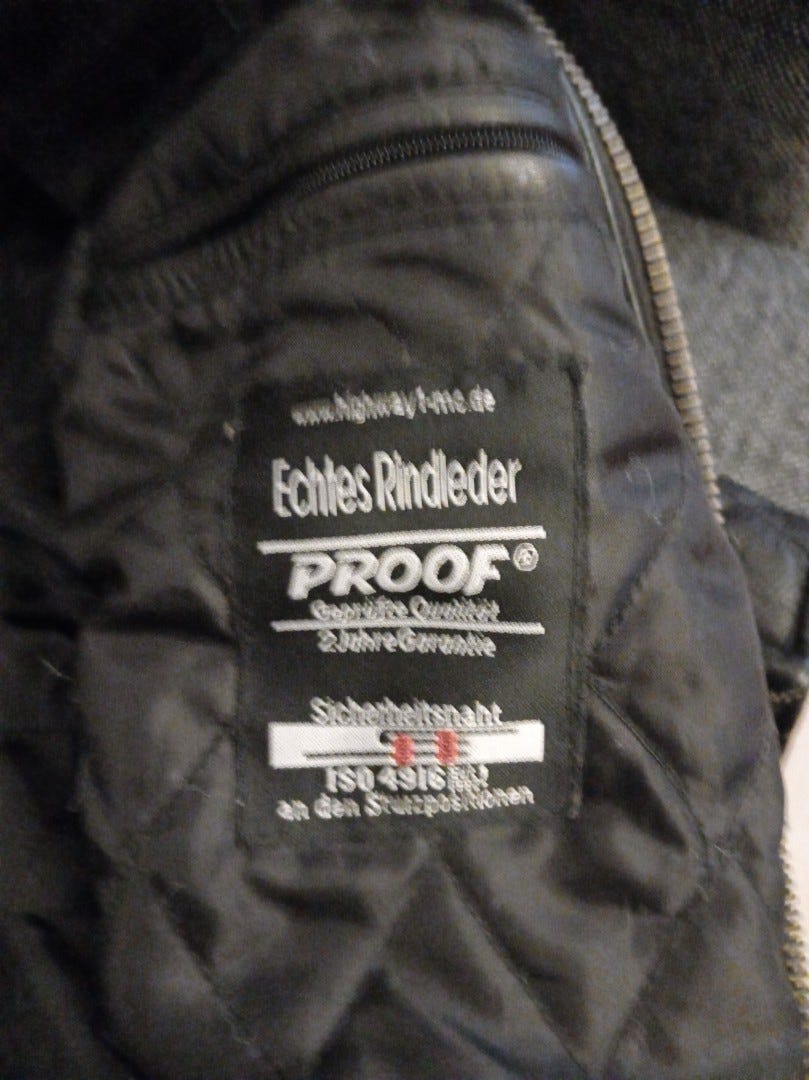 www.highway1-mc.de
Echtes Rindleder
PROOF®
Geprüfte Qualität
2 Jahre Garantie
Sicherheitsnaht
ISO 4916
an den Sturzpositionen